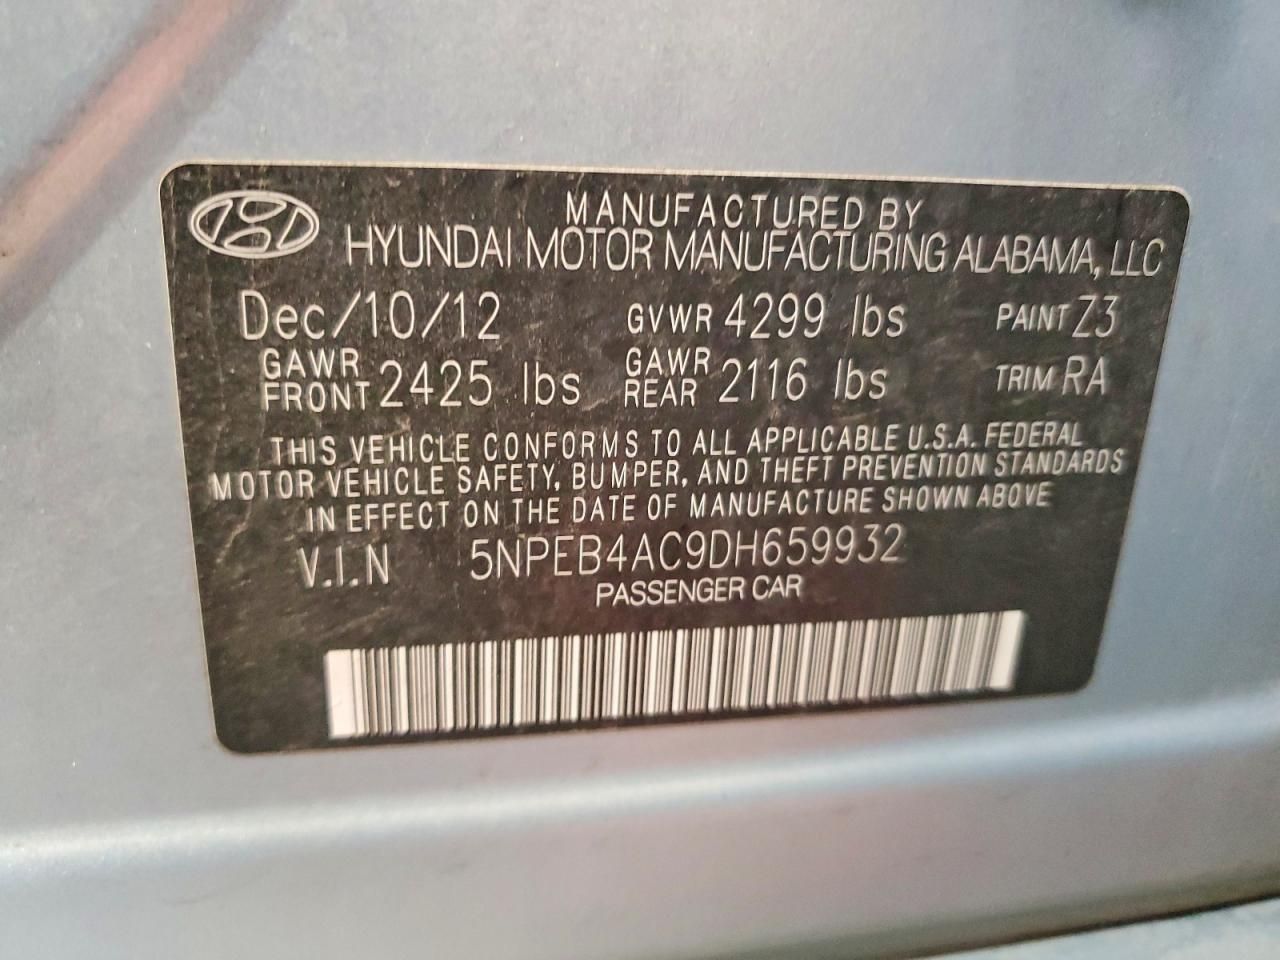 MANUFACTURED BY
HYUNDAI MOTOR MANUFACTURING ALABAMA, LLC
Dec/10/12 GVWR 4299 lbs PAINT Z3
GAWR FRONT 2425 lbs GAWR REAR 2116 lbs TRIM RA
THIS VEHICLE CONFORMS TO ALL APPLICABLE U.S.A. FEDERAL
MOTOR VEHICLE SAFETY, BUMPER, AND THEFT PREVENTION STANDARDS
IN EFFECT ON THE DATE OF MANUFACTURE SHOWN ABOVE
V.I.N 5NPEB4AC9DH659932
PASSENGER CAR